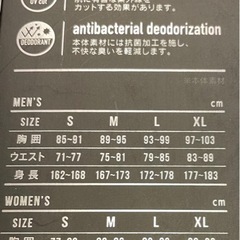 UV cut
カットする効果があります。
DEODORANT
antibacterial deodorization
本体素材には抗菌加工を施し、
不快な臭いを軽減します。
※本体素材
MEN'S cm
SIZE S M L XL
胸囲 85~91 89~95 93~99 97~103
ウエスト 71~77 75~81 79~85 83~89
身長 162~168 167~173 172~178 177~183
WOMEN'S cm
SIZE S M L XL
胸囲